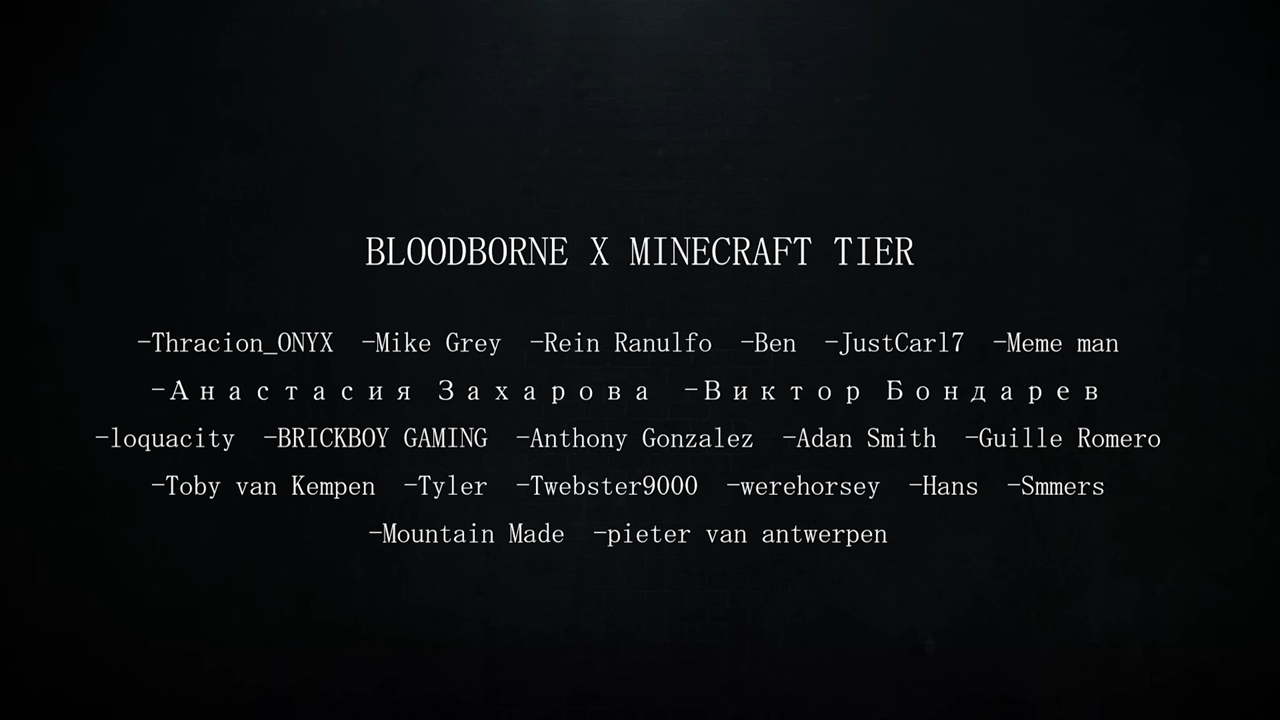 BLOODBORNE X MINECRAFT TIER
-Thracion_ONYX -Mike Grey -Rein Ranulfo -Ben -JustCarl7 -Meme man
-Анастасия Захарова -Виктор Бондарев
-loquacity -BRICKBOY GAMING -Anthony Gonzalez -Adan Smith -Guille Romero
-Toby van Kempen -Tyler -Twebster9000 -werehorsey -Hans -Smmers
-Mountain Made -pieter van antwerpen